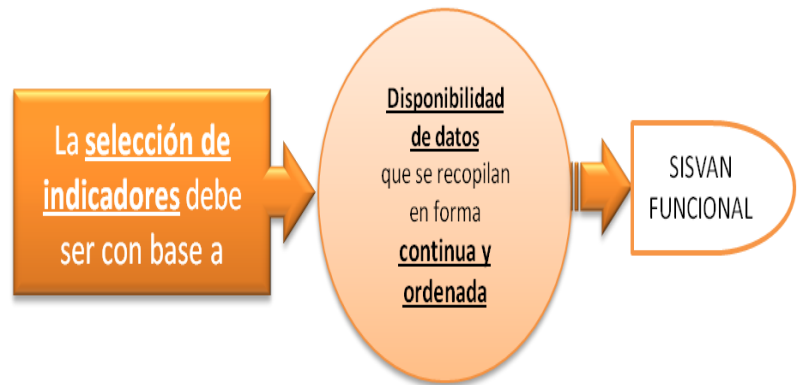 La selección de
indicadores debe
ser con base a
Disponibilidad
de datos
que se recopilan
en forma
continua y
ordenada
SISVAN
FUNCIONAL